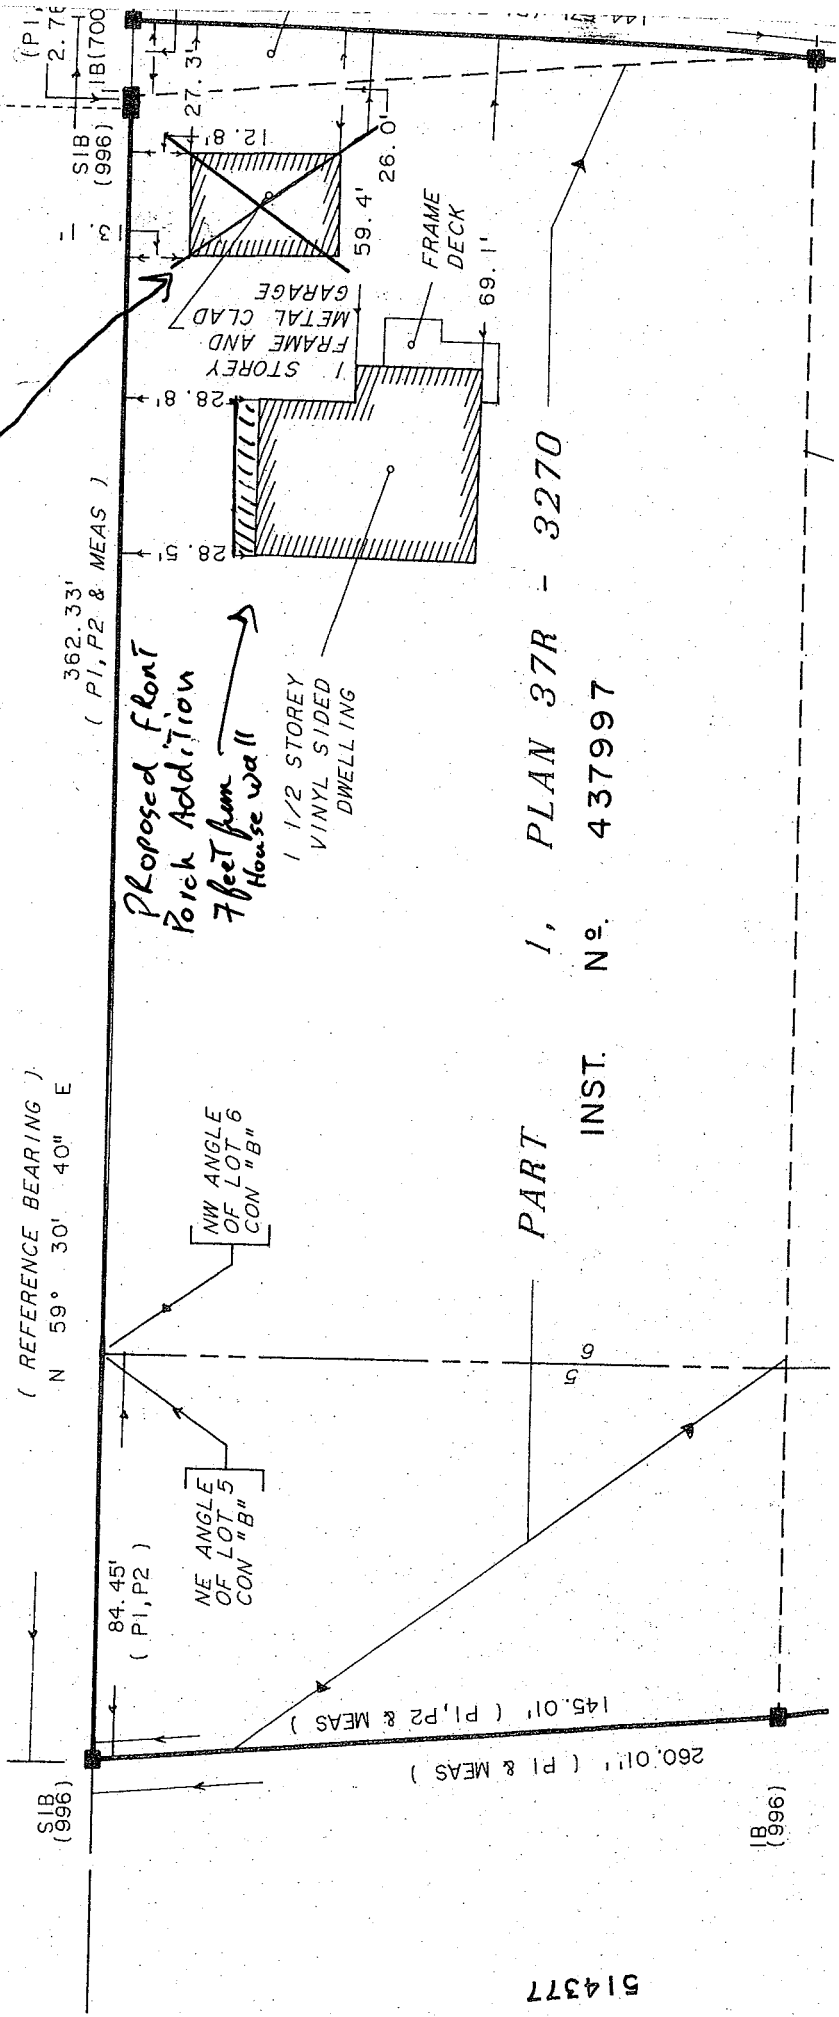 ( REFERENCE BEARING )
N 59° 30' 40" E
362.33'
( P1, P2 & MEAS )
SIB
(996)
84.45'
( P1, P2 )
NE ANGLE
OF LOT 5
CON "B"
NW ANGLE
OF LOT 6
CON "B"
Proposed Front
Porch Addition
7 feet from
House wall
1 1/2 STOREY
VINYL SIDED
DWELLING
28.5'
28.8'
1 STOREY
FRAME AND
METAL CLAD
GARAGE
FRAME
DECK
69.1'
59.4'
26.0'
12.8'
27.3'
13.1'
SIB
(996)
IB(700
(P1,
2.76
PART 1, PLAN 37R - 3270
INST. Nº. 437997
5
6
145.01' ( P1, P2 & MEAS )
260.01' ( P1 & MEAS )
IB
(996)
514377